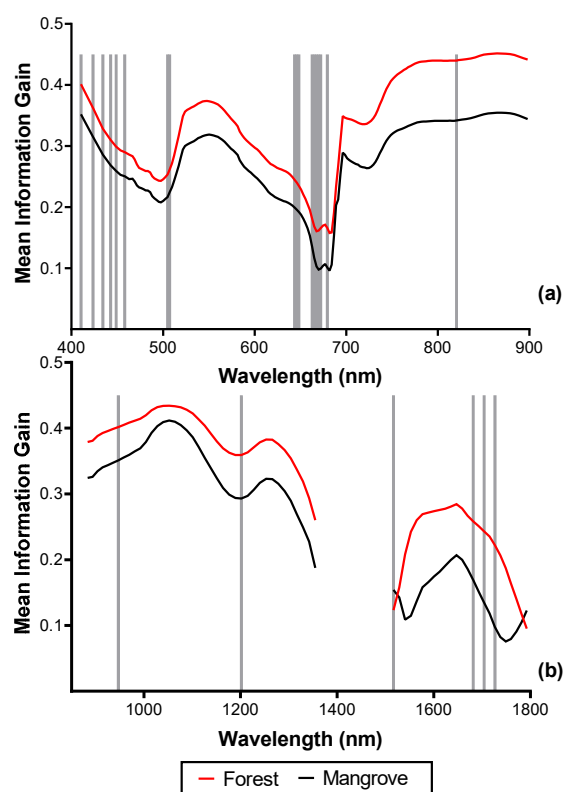 0.5
0.4
0.3
0.2
0.1
Mean Information Gain
(a)
400 500 600 700 800 900
Wavelength (nm)
0.5
0.4
0.3
0.2
0.1
Mean Information Gain
(b)
1000 1200 1400 1600 1800
Wavelength (nm)
Forest Mangrove